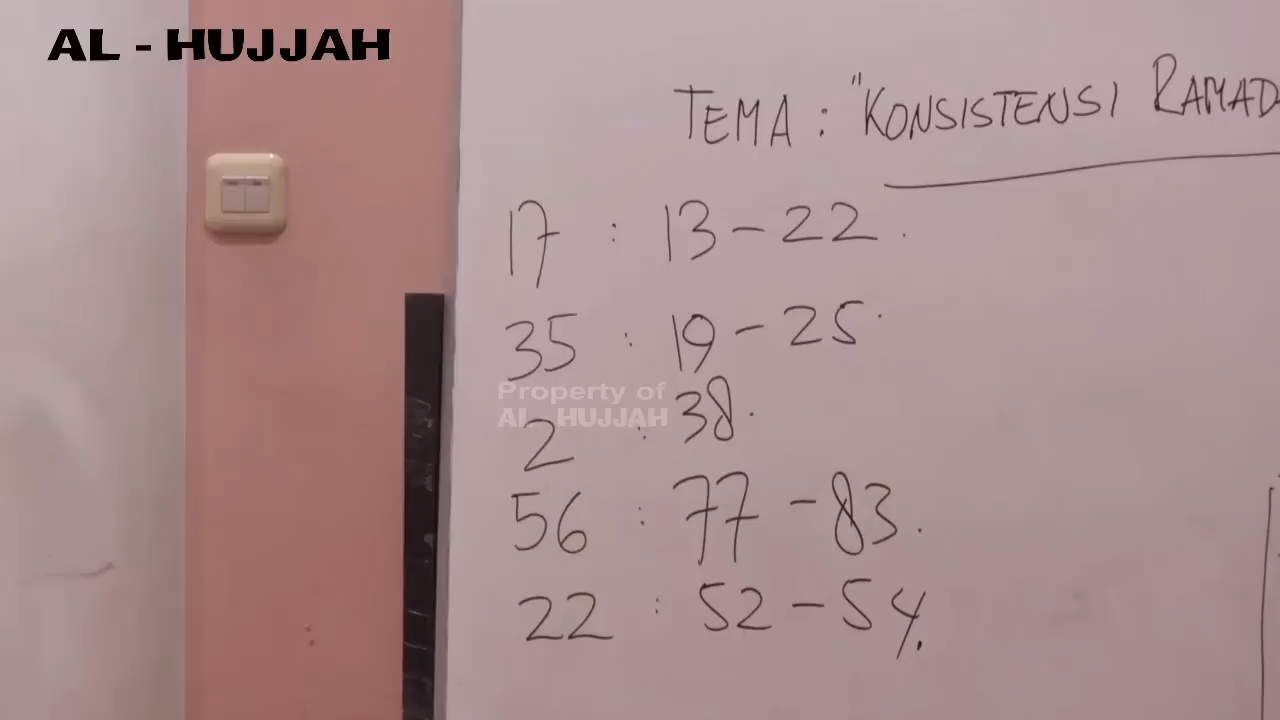 AL - HUJJAH
TEMA : "KONSISTENSI RAMAD
17 : 13 - 22.
35 : 19 - 25.
2 : 38.
56 : 77 - 83.
22 : 52 - 54.
Property of
AL - HUJJAH